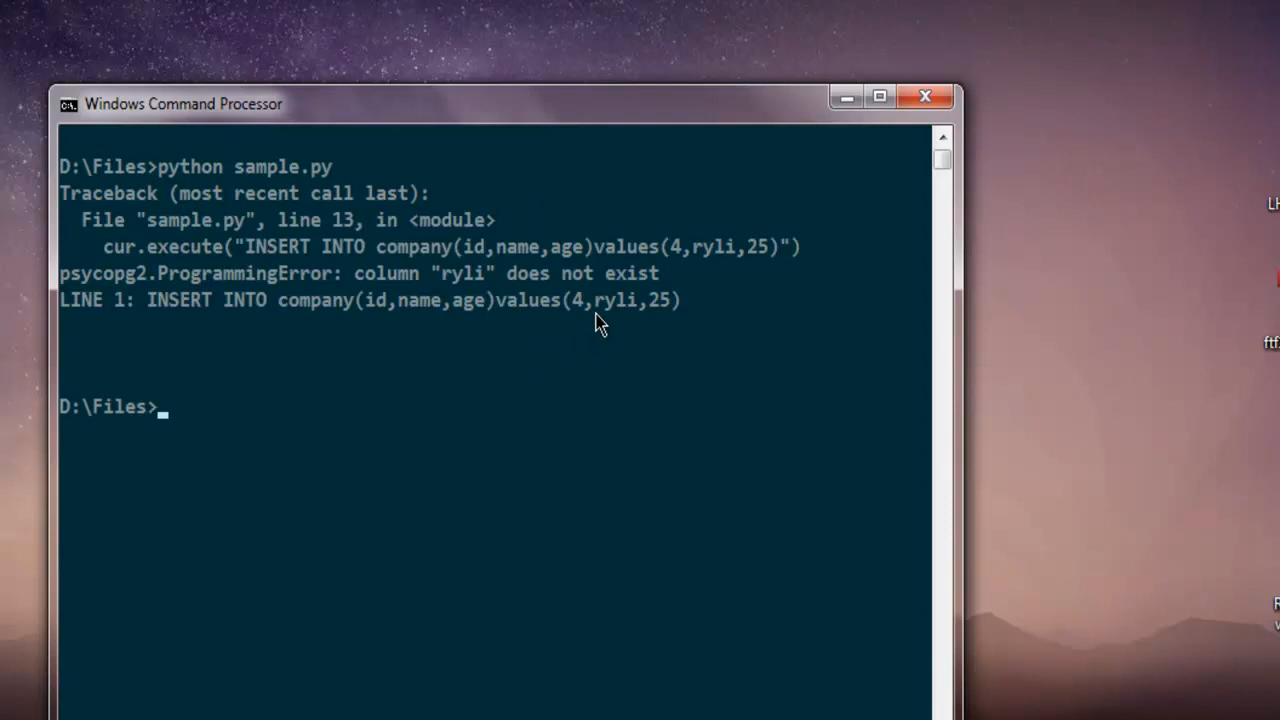 Windows Command Processor
D:\Files>python sample.py
Traceback (most recent call last):
File "sample.py", line 13, in <module>
cur.execute("INSERT INTO company(id,name,age)values(4,ryli,25)")
psycopg2.ProgrammingError: column "ryli" does not exist
LINE 1: INSERT INTO company(id,name,age)values(4,ryli,25)
D:\Files>